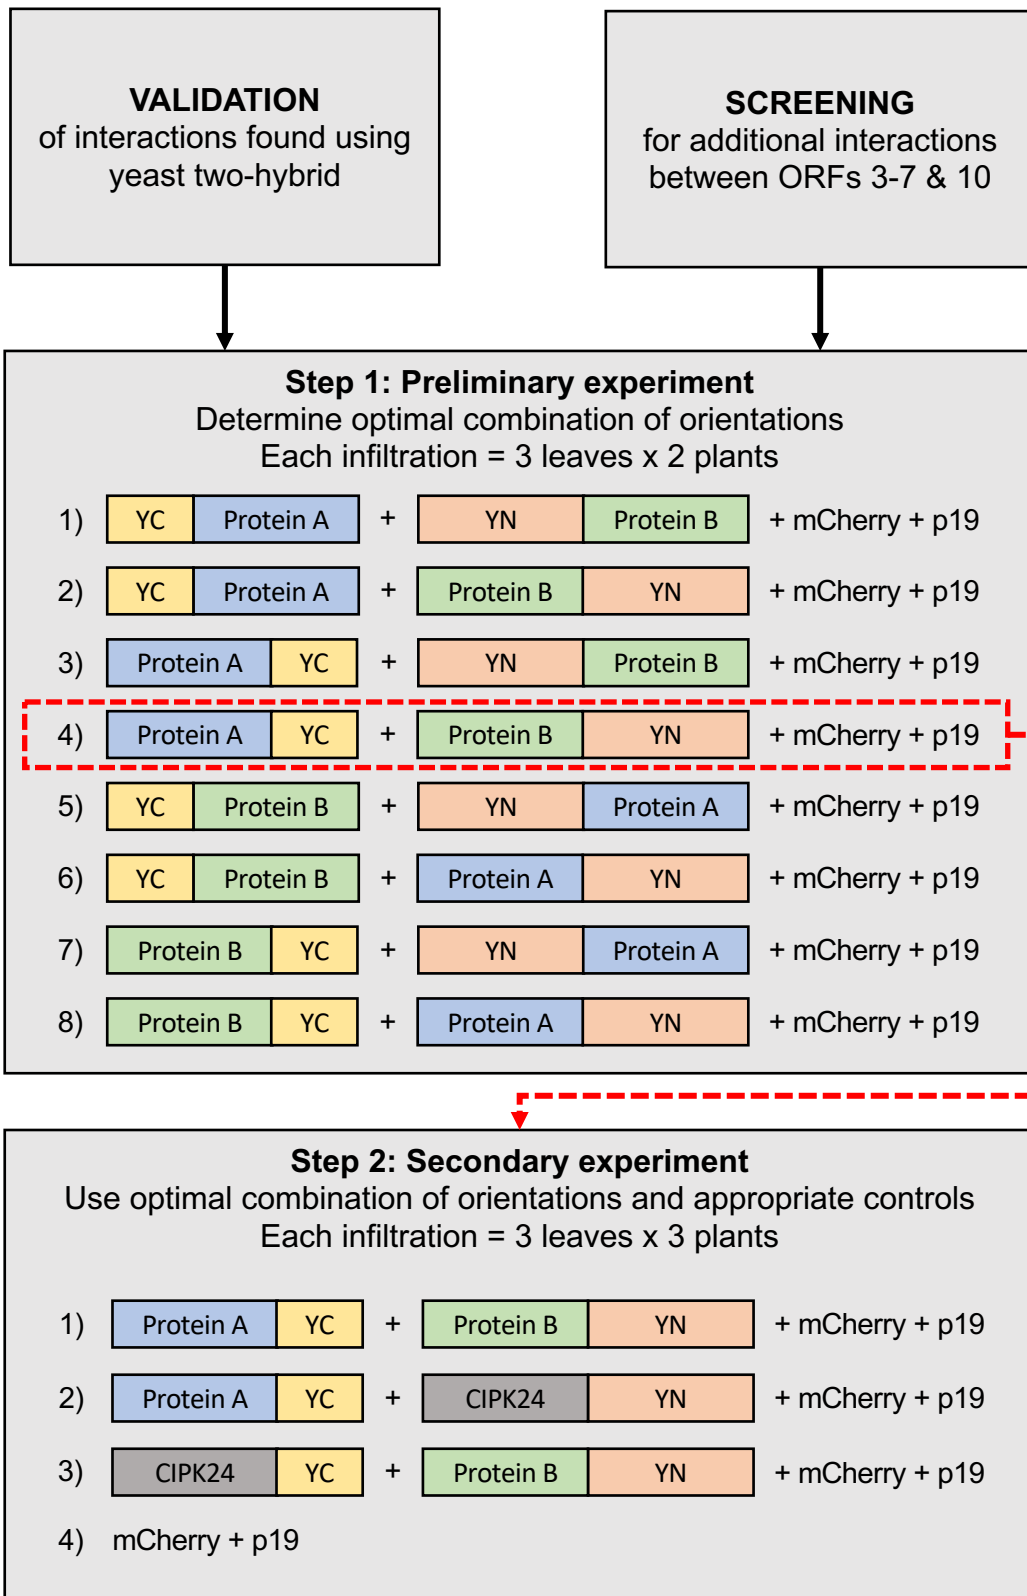 VALIDATION
of interactions found using
yeast two-hybrid
SCREENING
for additional interactions
between ORFs 3-7 & 10
Step 1: Preliminary experiment
Determine optimal combination of orientations
Each infiltration = 3 leaves x 2 plants
1) YC Protein A + YN Protein B + mCherry + p19
2) YC Protein A + Protein B YN + mCherry + p19
3) Protein A YC + YN Protein B + mCherry + p19
4) Protein A YC + Protein B YN + mCherry + p19
5) YC Protein B + YN Protein A + mCherry + p19
6) YC Protein B + Protein A YN + mCherry + p19
7) Protein B YC + YN Protein A + mCherry + p19
8) Protein B YC + Protein A YN + mCherry + p19
Step 2: Secondary experiment
Use optimal combination of orientations and appropriate controls
Each infiltration = 3 leaves x 3 plants
1) Protein A YC + Protein B YN + mCherry + p19
2) Protein A YC + CIPK24 YN + mCherry + p19
3) CIPK24 YC + Protein B YN + mCherry + p19
4) mCherry + p19